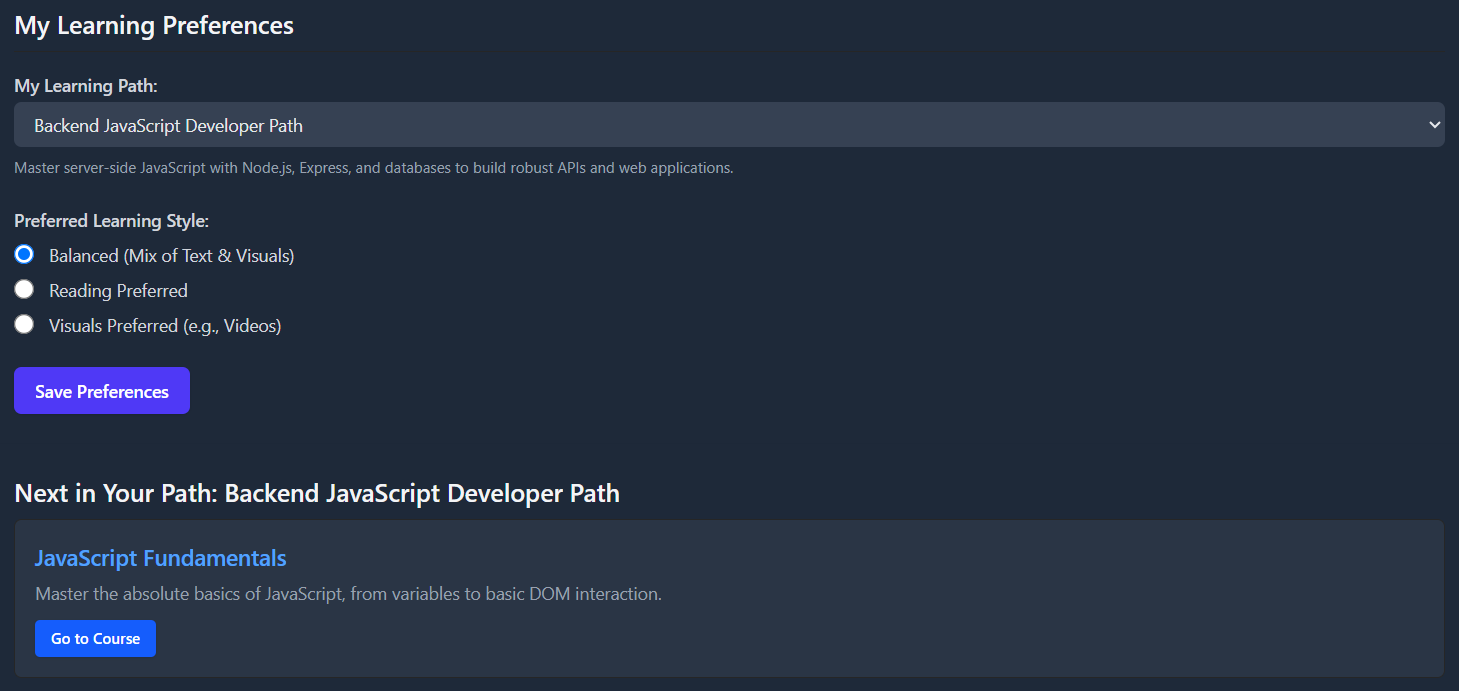 My Learning Preferences
My Learning Path:
Backend JavaScript Developer Path
Master server-side JavaScript with Node.js, Express, and databases to build robust APIs and web applications.
Preferred Learning Style:
Balanced (Mix of Text & Visuals)
Reading Preferred
Visuals Preferred (e.g., Videos)
Save Preferences
Next in Your Path: Backend JavaScript Developer Path
JavaScript Fundamentals
Master the absolute basics of JavaScript, from variables to basic DOM interaction.
Go to Course